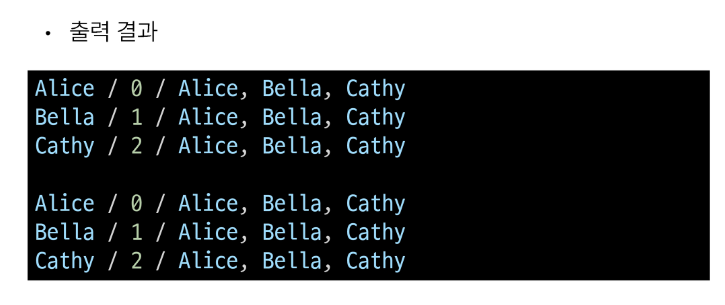 • 출력 결과
Alice / 0 / Alice, Bella, Cathy
Bella / 1 / Alice, Bella, Cathy
Cathy / 2 / Alice, Bella, Cathy
Alice / 0 / Alice, Bella, Cathy
Bella / 1 / Alice, Bella, Cathy
Cathy / 2 / Alice, Bella, Cathy